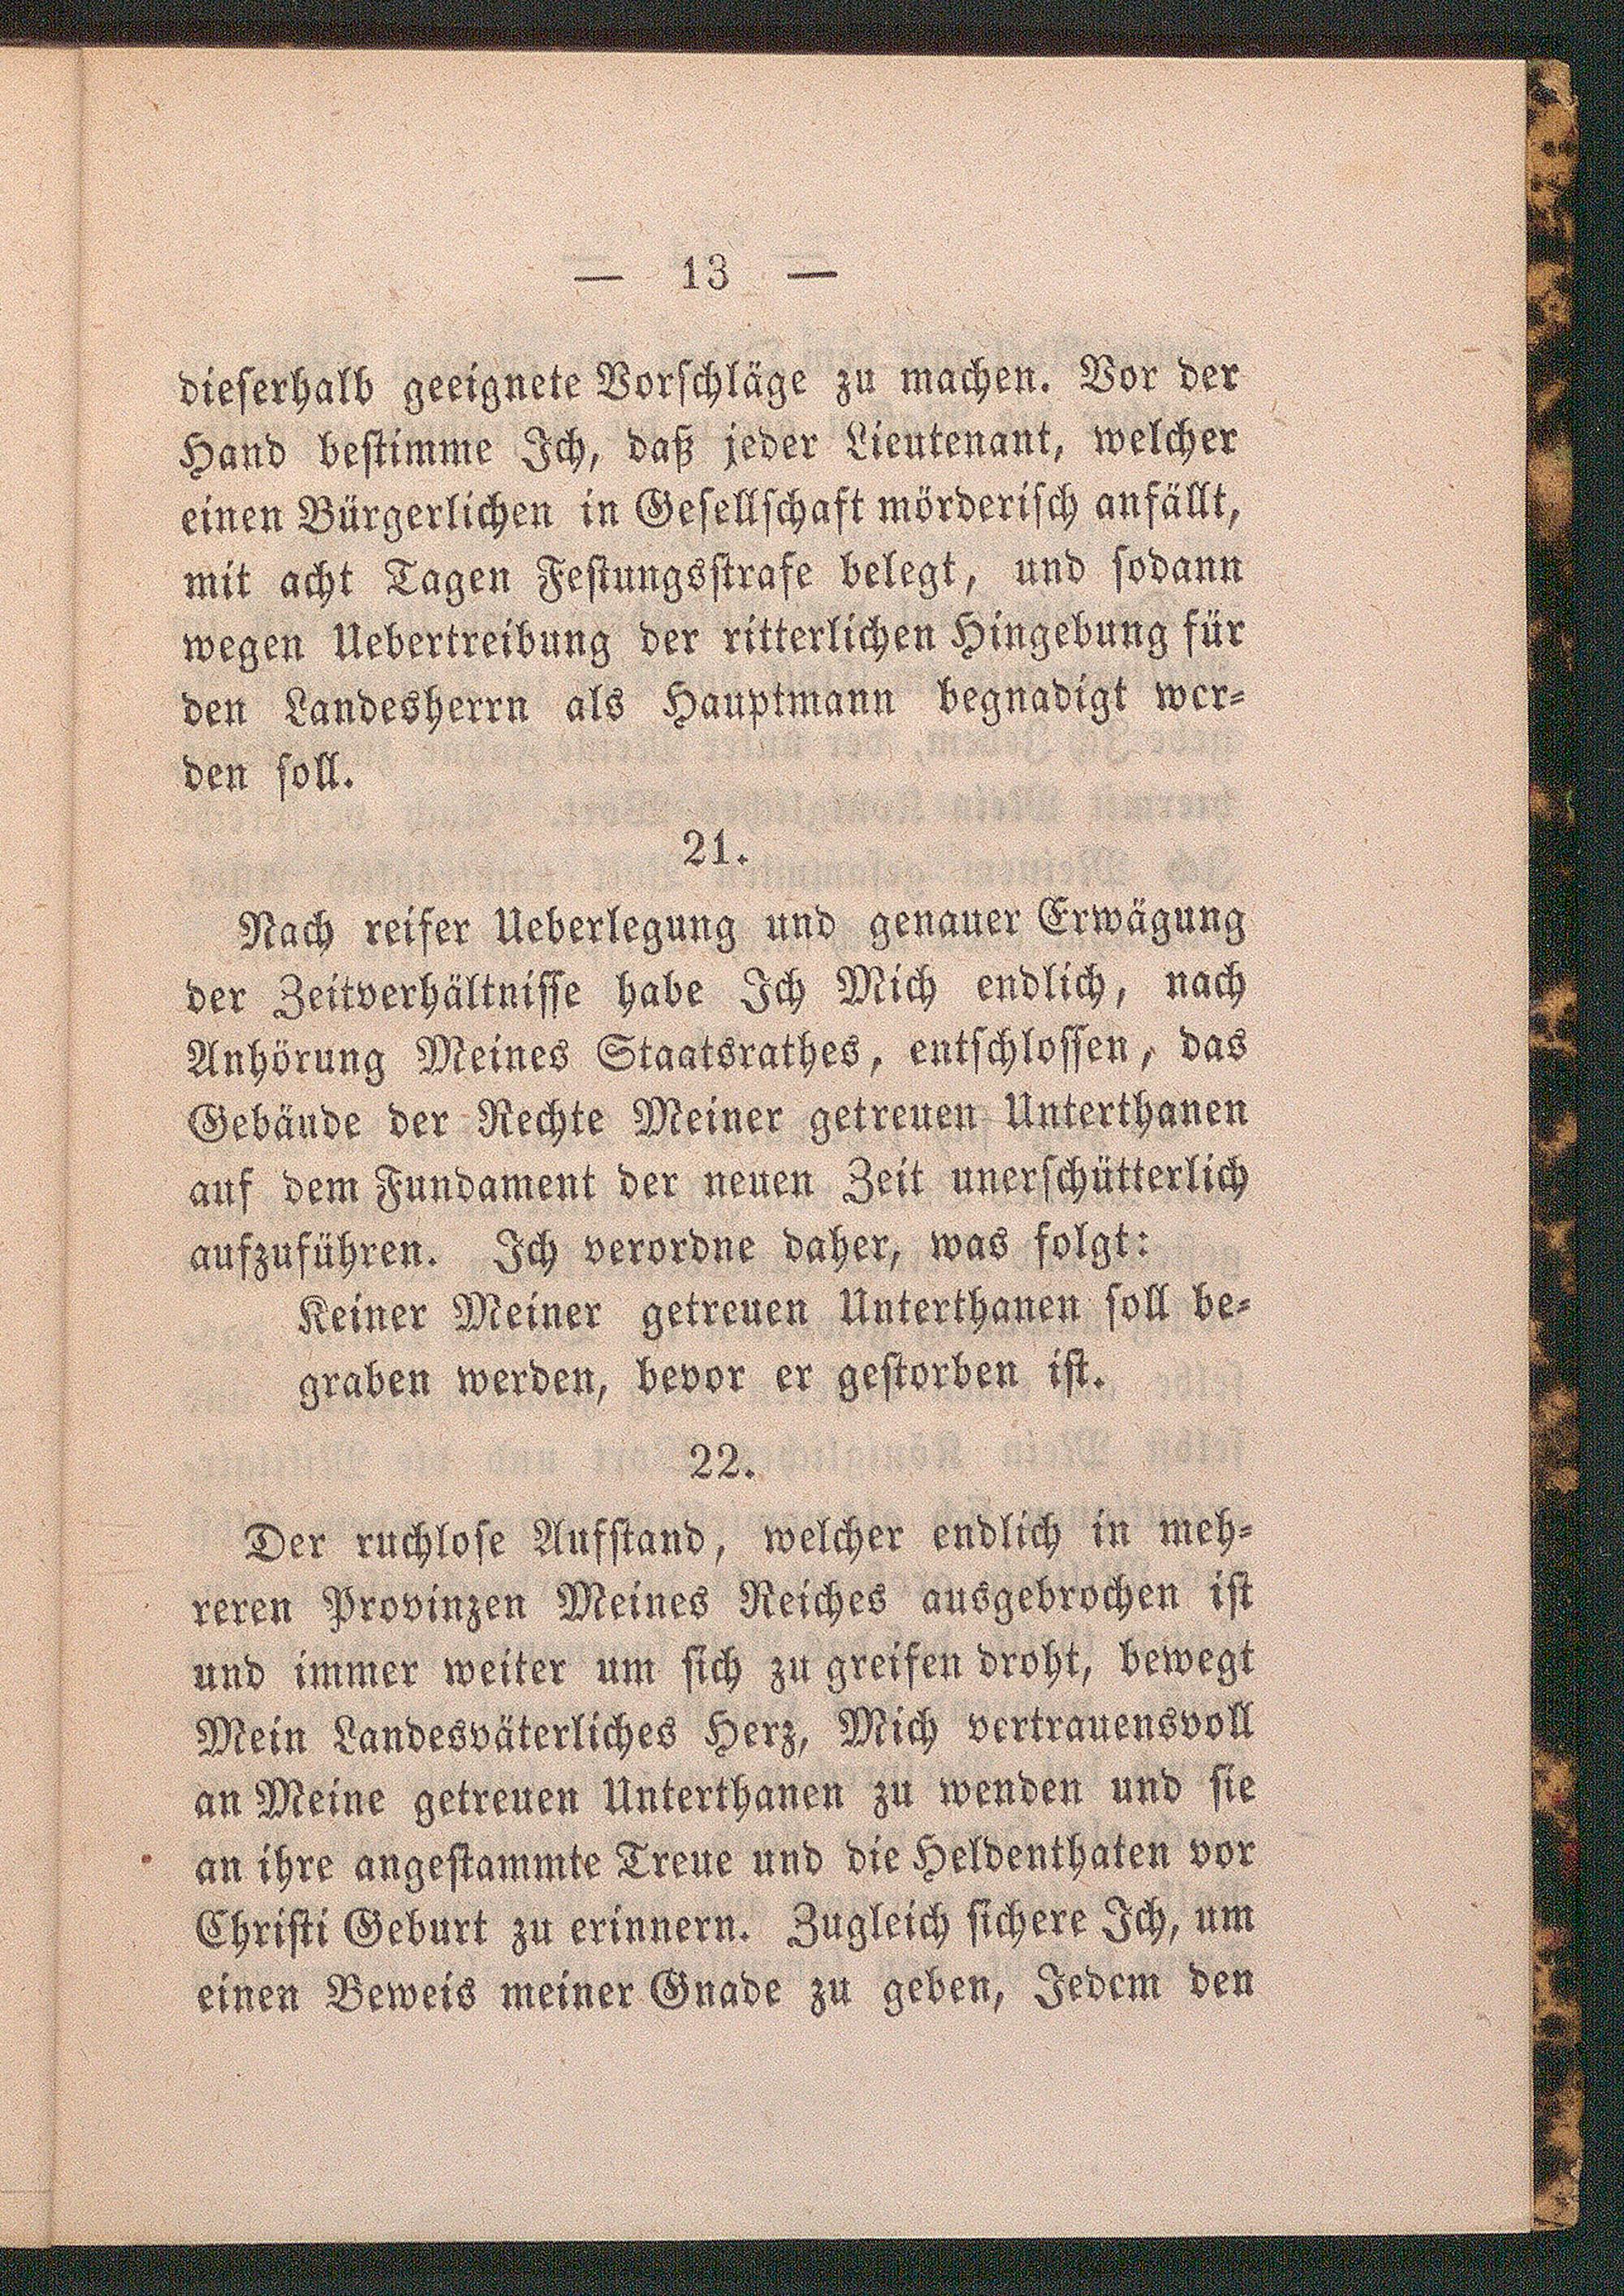 — 13 —
dieserhalb geeignete Vorschläge zu machen. Vor der
Hand bestimme Ich, daß jeder Lieutenant, welcher
einen Bürgerlichen in Gesellschaft mörderisch anfällt,
mit acht Tagen Festungsstrafe belegt, und sodann
wegen Uebertreibung der ritterlichen Hingebung für
den Landesherrn als Hauptmann begnadigt wer-
den soll.
21.
Nach reifer Ueberlegung und genauer Erwägung
der Zeitverhältnisse habe Ich Mich endlich, nach
Anhörung Meines Staatsrathes, entschlossen, das
Gebäude der Rechte Meiner getreuen Unterthanen
auf dem Fundament der neuen Zeit unerschütterlich
aufzuführen. Ich verordne daher, was folgt:
Keiner Meiner getreuen Unterthanen soll be-
graben werden, bevor er gestorben ist.
22.
Der ruchlose Aufstand, welcher endlich in meh-
reren Provinzen Meines Reiches ausgebrochen ist
und immer weiter um sich zu greifen droht, bewegt
Mein Landesväterliches Herz, Mich vertrauensvoll
an Meine getreuen Unterthanen zu wenden und sie
an ihre angestammte Treue und die Heldenthaten vor
Christi Geburt zu erinnern. Zugleich sichere Ich, um
einen Beweis meiner Gnade zu geben, Jedem den